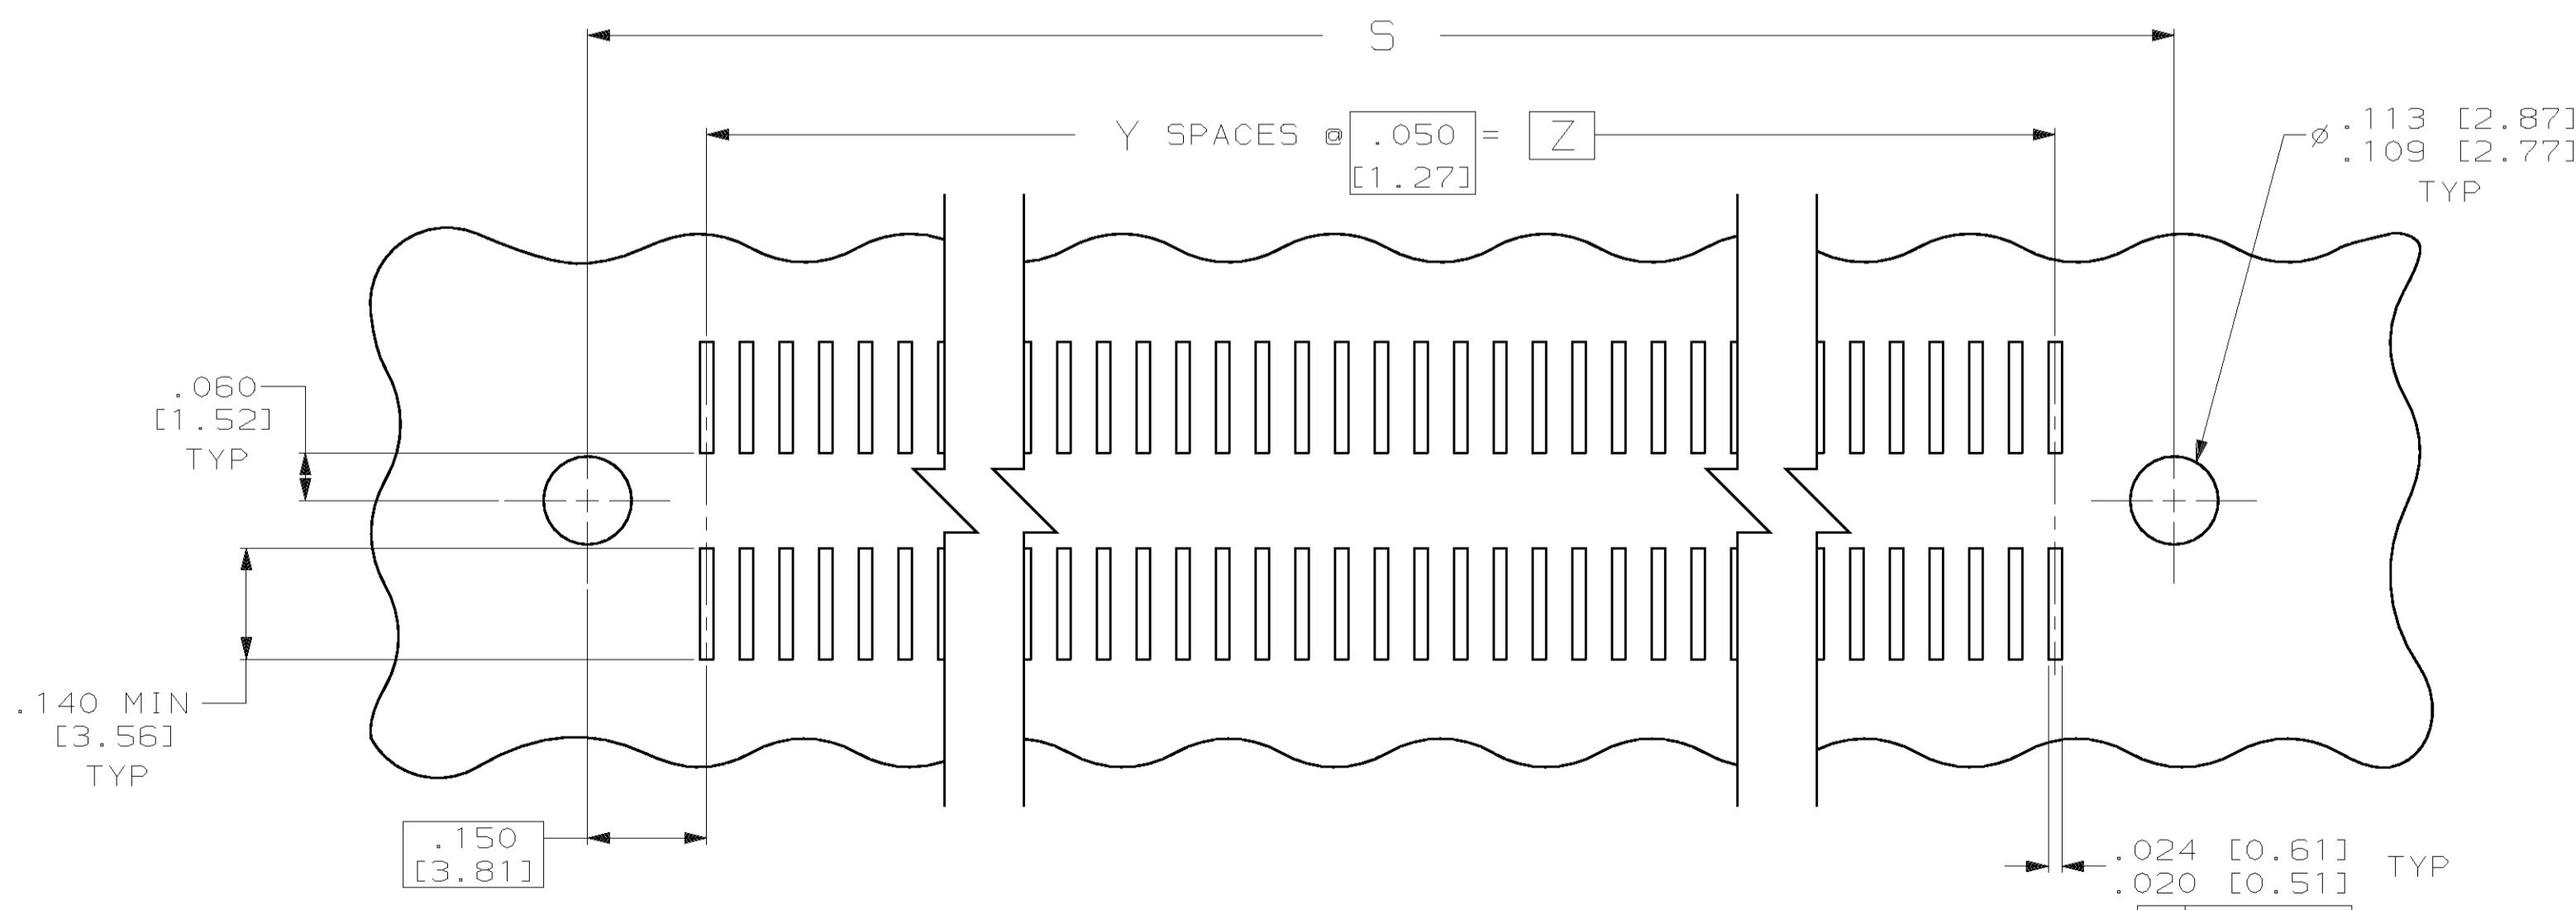 S
Y SPACES @ .050 = Z
[1.27]
ø .113 [2.87]
.109 [2.77]
TYP
.060
[1.52]
TYP
.140 MIN
[3.56]
TYP
.150
[3.81]
.024 [0.61] TYP
.020 [0.51]